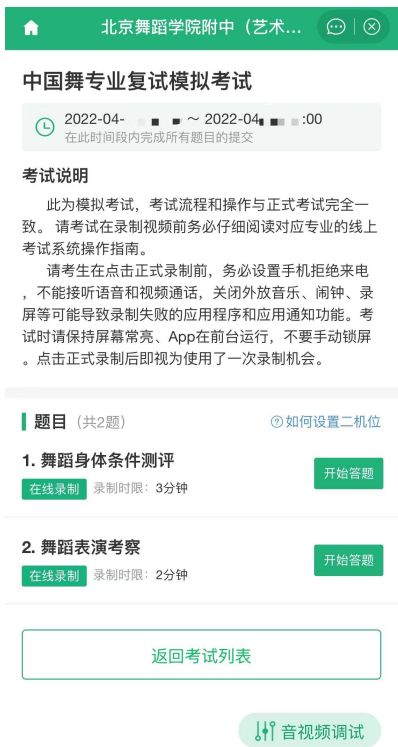 北京舞蹈学院附中（艺术...
中国舞专业复试模拟考试
2022-04- ～ 2022-04 :00
在此时间段内完成所有题目的提交
考试说明
此为模拟考试，考试流程和操作与正式考试完全一
致。 请考试在录制视频前务必仔细阅读对应专业的线上
考试系统操作指南。
请考生在点击正式录制前，务必设置手机拒绝来电
，不能接听语音和视频通话，关闭外放音乐、闹钟、录
屏等可能导致录制失败的应用程序和应用通知功能。考
试时请保持屏幕常亮、App在前台运行，不要手动锁屏
。点击正式录制后即视为使用了一次录制机会。
题目（共2题） ?如何设置二机位
1. 舞蹈身体条件测评
开始答题
在线录制 录制时限：3分钟
2. 舞蹈表演考察
开始答题
在线录制 录制时限：2分钟
返回考试列表
音视频调试